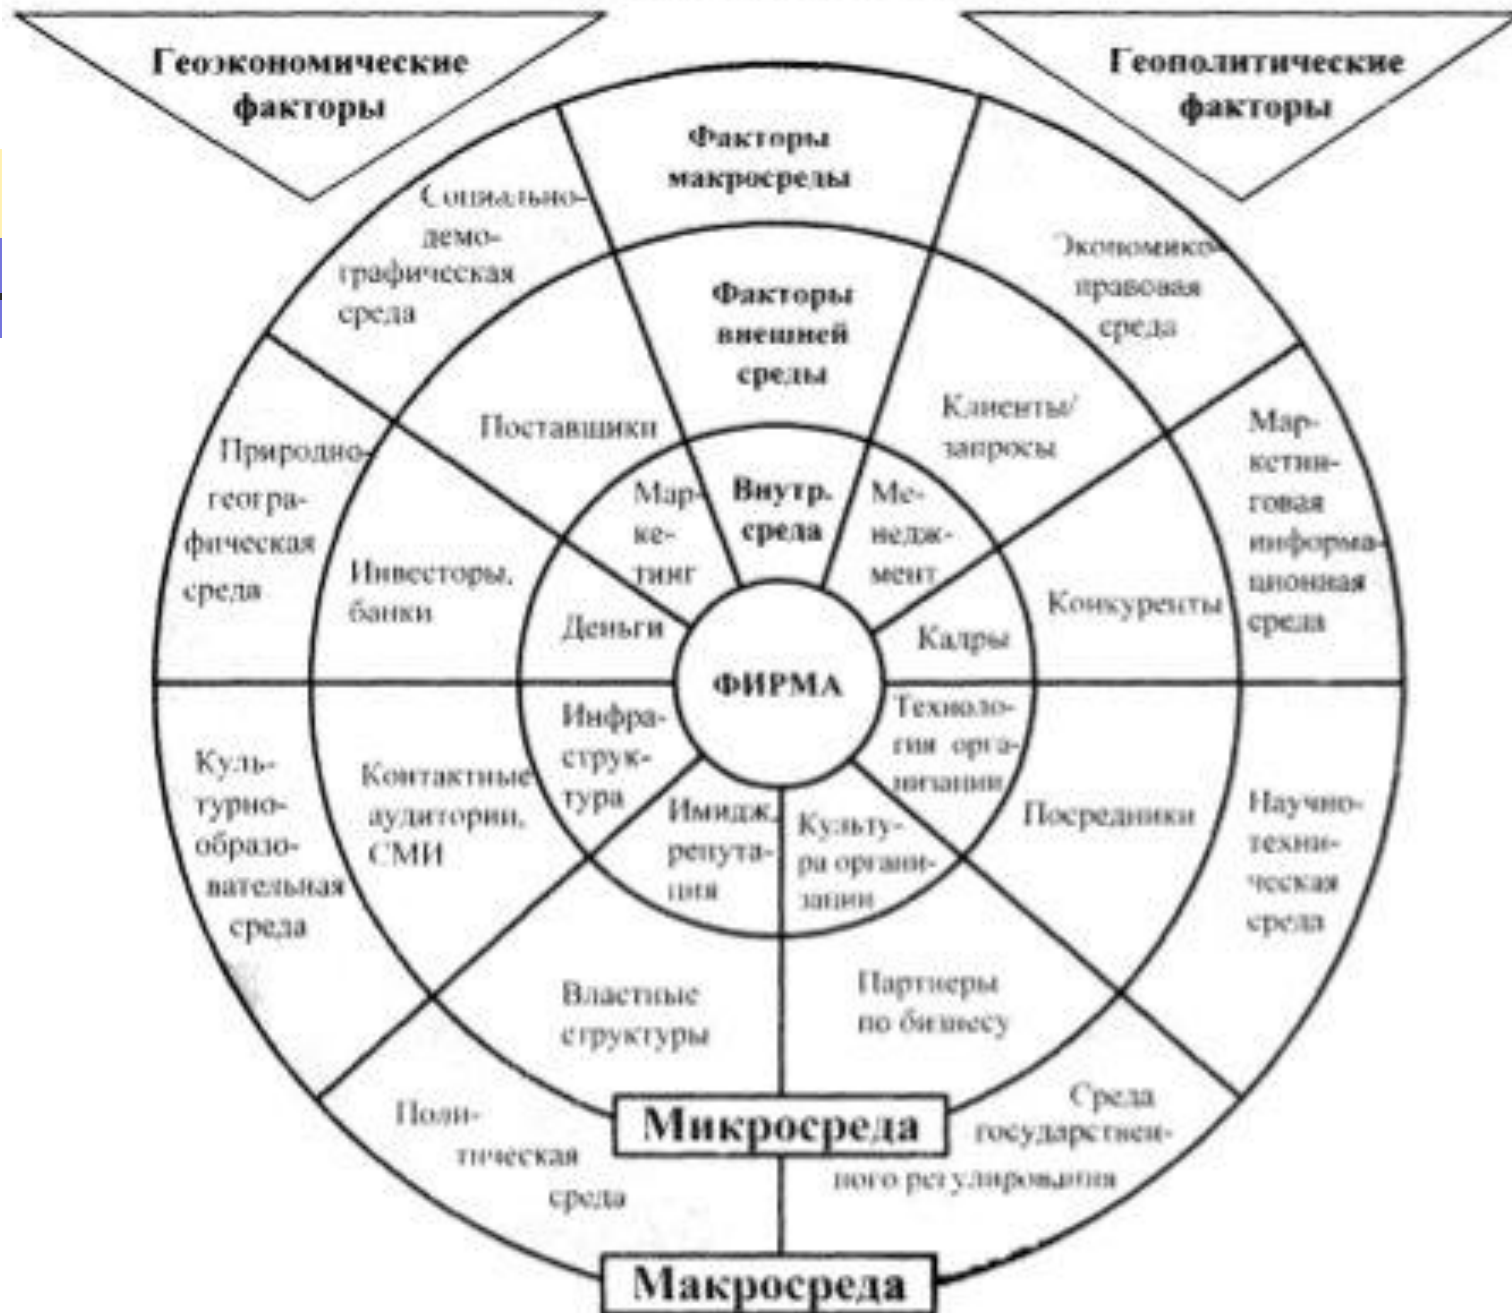 Геоэкономические
факторы
Геополитические
факторы
Факторы
макросреды
Социально-
демо-
графическая
среда
Экономико-
правовая
среда
Факторы
внешней
среды
Поставщики
Клиенты/
запросы
Природно-
геогра-
фическая
среда
Мар-
кетин-
говая
информа-
ционная
среда
Инвесторы,
банки
Мар-
ке-
тинг
Внутр.
среда
Ме-
недж-
мент
Конкуренты
Деньги
Кадры
ФИРМА
Инфра-
струк-
тура
Техноло-
гия орга-
низации
Куль-
турно-
образо-
вательная
среда
Контактные
аудитории,
СМИ
Имидж,
репута-
ция
Культу-
ра органи-
зации
Посредники
Научно-
техни-
ческая
среда
Властные
структуры
Партнеры
по бизнесу
Поли-
тическая
среда
Микросреда
Среда
государствен-
ного регулирования
Макросреда